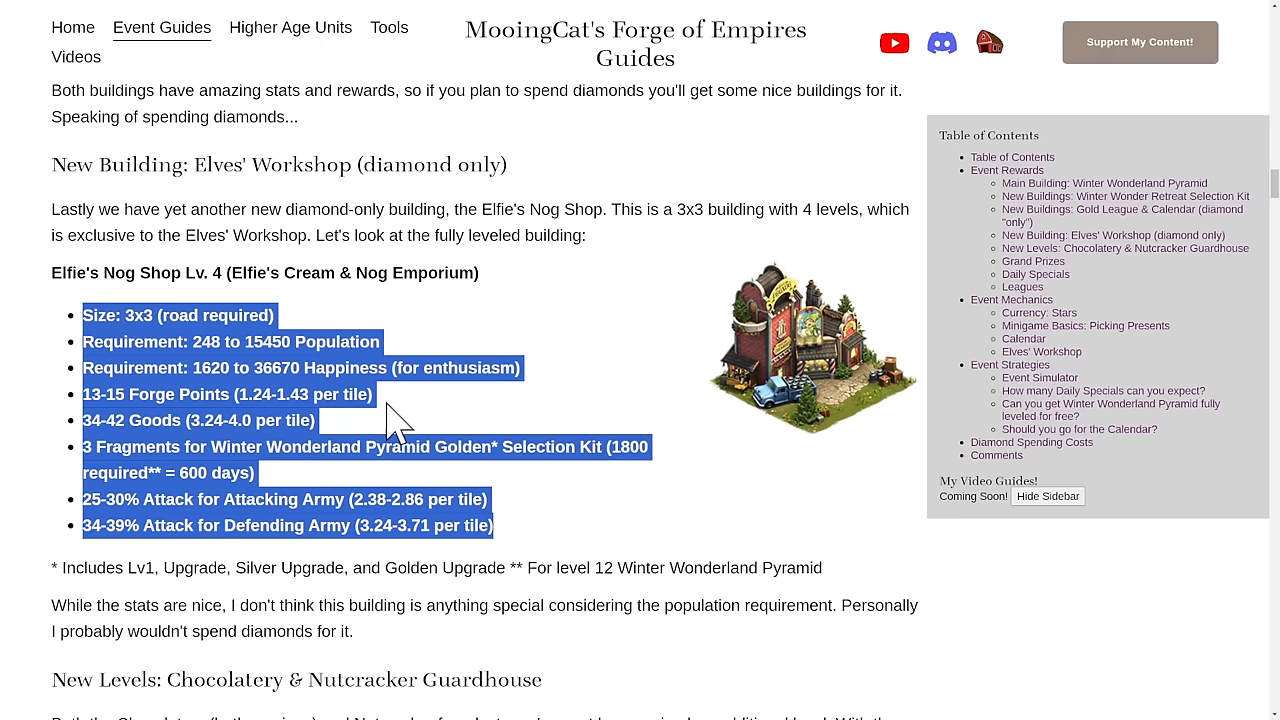 Home Event Guides Higher Age Units Tools
Videos
MooingCat's Forge of Empires
Guides
Support My Content!
Both buildings have amazing stats and rewards, so if you plan to spend diamonds you'll get some nice buildings for it.
Speaking of spending diamonds...
New Building: Elves' Workshop (diamond only)
Lastly we have yet another new diamond-only building, the Elfie's Nog Shop. This is a 3x3 building with 4 levels, which
is exclusive to the Elves' Workshop. Let's look at the fully leveled building:
Elfie's Nog Shop Lv. 4 (Elfie's Cream & Nog Emporium)
Size: 3x3 (road required)
Requirement: 248 to 15450 Population
Requirement: 1620 to 36670 Happiness (for enthusiasm)
13-15 Forge Points (1.24-1.43 per tile)
34-42 Goods (3.24-4.0 per tile)
3 Fragments for Winter Wonderland Pyramid Golden* Selection Kit (1800
required** = 600 days)
25-30% Attack for Attacking Army (2.38-2.86 per tile)
34-39% Attack for Defending Army (3.24-3.71 per tile)
* Includes Lv1, Upgrade, Silver Upgrade, and Golden Upgrade ** For level 12 Winter Wonderland Pyramid
While the stats are nice, I don't think this building is anything special considering the population requirement. Personally
I probably wouldn't spend diamonds for it.
New Levels: Chocolatery & Nutcracker Guardhouse
Table of Contents
Table of Contents
Event Rewards
Main Building: Winter Wonderland Pyramid
New Buildings: Winter Wonder Retreat Selection Kit
New Buildings: Gold League & Calendar (diamond
"only")
New Building: Elves' Workshop (diamond only)
New Levels: Chocolatery & Nutcracker Guardhouse
Grand Prizes
Daily Specials
Leagues
Event Mechanics
Currency: Stars
Minigame Basics: Picking Presents
Calendar
Elves' Workshop
Event Strategies
Event Simulator
How many Daily Specials can you expect?
Can you get Winter Wonderland Pyramid fully
leveled for free?
Should you go for the Calendar?
Diamond Spending Costs
Comments
My Video Guides!
Coming Soon! Hide Sidebar